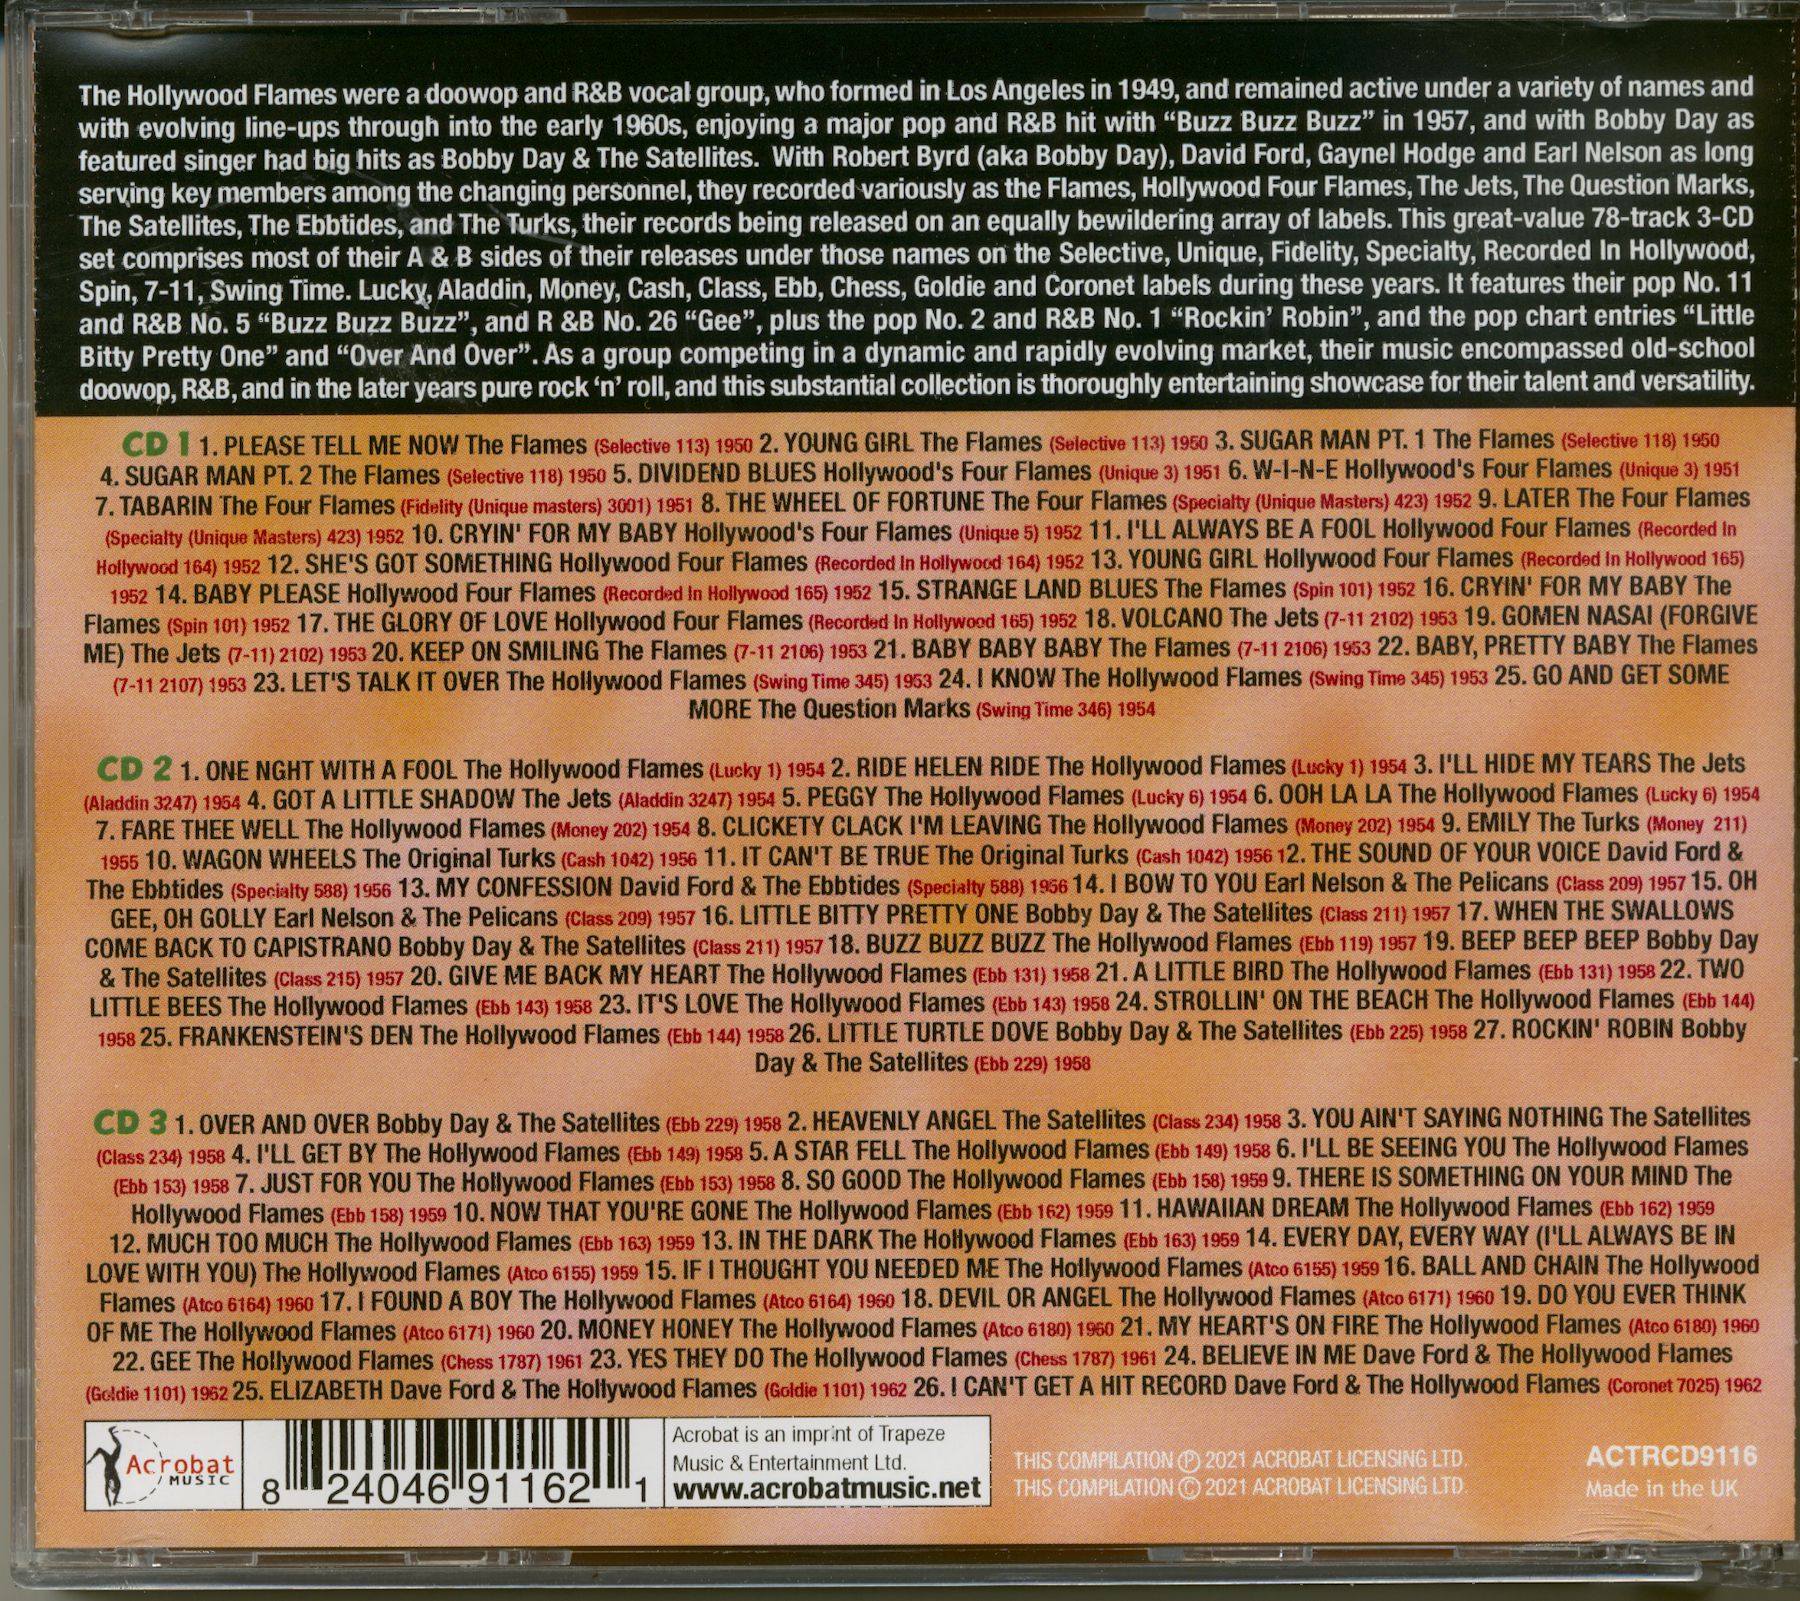 The Hollywood Flames were a doowop and R&B vocal group, who formed in Los Angeles in 1949, and remained active under a variety of names and
with evolving line-ups through into the early 1960s, enjoying a major pop and R&B hit with “Buzz Buzz Buzz” in 1957, and with Bobby Day as
featured singer had big hits as Bobby Day & The Satellites. With Robert Byrd (aka Bobby Day), David Ford, Gaynel Hodge and Earl Nelson as long
serving key members among the changing personnel, they recorded variously as the Flames, Hollywood Four Flames, The Jets, The Question Marks,
The Satellites, The Ebbtides, and The Turks, their records being released on an equally bewildering array of labels. This great-value 78-track 3-CD
set comprises most of their A & B sides of their releases under those names on the Selective, Unique, Fidelity, Specialty, Recorded In Hollywood,
Spin, 7-11, Swing Time. Lucky, Aladdin, Money, Cash, Class, Ebb, Chess, Goldie and Coronet labels during these years. It features their pop No. 11
and R&B No. 5 “Buzz Buzz Buzz”, and R &B No. 26 “Gee”, plus the pop No. 2 and R&B No. 1 “Rockin’ Robin”, and the pop chart entries “Little
Bitty Pretty One” and “Over And Over”. As a group competing in a dynamic and rapidly evolving market, their music encompassed old-school
doowop, R&B, and in the later years pure rock ‘n’ roll, and this substantial collection is thoroughly entertaining showcase for their talent and versatility.
CD 1 1. PLEASE TELL ME NOW The Flames (Selective 113) 1950 2. YOUNG GIRL The Flames (Selective 113) 1950 3. SUGAR MAN PT. 1 The Flames (Selective 118) 1950
4. SUGAR MAN PT. 2 The Flames (Selective 118) 1950 5. DIVIDEND BLUES Hollywood's Four Flames (Unique 3) 1951 6. W-I-N-E Hollywood's Four Flames (Unique 3) 1951
7. TABARIN The Four Flames (Fidelity (Unique masters) 3001) 1951 8. THE WHEEL OF FORTUNE The Four Flames (Specialty (Unique Masters) 423) 1952 9. LATER The Four Flames
(Specialty (Unique Masters) 423) 1952 10. CRYIN' FOR MY BABY Hollywood's Four Flames (Unique 5) 1952 11. I'LL ALWAYS BE A FOOL Hollywood Four Flames (Recorded In
Hollywood 164) 1952 12. SHE'S GOT SOMETHING Hollywood Four Flames (Recorded In Hollywood 164) 1952 13. YOUNG GIRL Hollywood Four Flames (Recorded In Hollywood 165)
1952 14. BABY PLEASE Hollywood Four Flames (Recorded In Hollywood 165) 1952 15. STRANGE LAND BLUES The Flames (Spin 101) 1952 16. CRYIN' FOR MY BABY The
Flames (Spin 101) 1952 17. THE GLORY OF LOVE Hollywood Four Flames (Recorded In Hollywood 165) 1952 18. VOLCANO The Jets (7-11 2102) 1953 19. GOMEN NASAI (FORGIVE
ME) The Jets (7-11) 2102) 1953 20. KEEP ON SMILING The Flames (7-11 2106) 1953 21. BABY BABY BABY The Flames (7-11 2106) 1953 22. BABY, PRETTY BABY The Flames
(7-11 2107) 1953 23. LET'S TALK IT OVER The Hollywood Flames (Swing Time 345) 1953 24. I KNOW The Hollywood Flames (Swing Time 345) 1953 25. GO AND GET SOME
MORE The Question Marks (Swing Time 346) 1954
CD 2 1. ONE NGHT WITH A FOOL The Hollywood Flames (Lucky 1) 1954 2. RIDE HELEN RIDE The Hollywood Flames (Lucky 1) 1954 3. I'LL HIDE MY TEARS The Jets
(Aladdin 3247) 1954 4. GOT A LITTLE SHADOW The Jets (Aladdin 3247) 1954 5. PEGGY The Hollywood Flames (Lucky 6) 1954 6. OOH LA LA The Hollywood Flames (Lucky 6) 1954
7. FARE THEE WELL The Hollywood Flames (Money 202) 1954 8. CLICKETY CLACK I'M LEAVING The Hollywood Flames (Money 202) 1954 9. EMILY The Turks (Money 211)
1955 10. WAGON WHEELS The Original Turks (Cash 1042) 1956 11. IT CAN'T BE TRUE The Original Turks (Cash 1042) 1956 12. THE SOUND OF YOUR VOICE David Ford &
The Ebbtides (Specialty 588) 1956 13. MY CONFESSION David Ford & The Ebbtides (Specialty 588) 1956 14. I BOW TO YOU Earl Nelson & The Pelicans (Class 209) 1957 15. OH
GEE, OH GOLLY Earl Nelson & The Pelicans (Class 209) 1957 16. LITTLE BITTY PRETTY ONE Bobby Day & The Satellites (Class 211) 1957 17. WHEN THE SWALLOWS
COME BACK TO CAPISTRANO Bobby Day & The Satellites (Class 211) 1957 18. BUZZ BUZZ BUZZ The Hollywood Flames (Ebb 119) 1957 19. BEEP BEEP BEEP Bobby Day
& The Satellites (Class 215) 1957 20. GIVE ME BACK MY HEART The Hollywood Flames (Ebb 131) 1958 21. A LITTLE BIRD The Hollywood Flames (Ebb 131) 1958 22. TWO
LITTLE BEES The Hollywood Flames (Ebb 143) 1958 23. IT'S LOVE The Hollywood Flames (Ebb 143) 1958 24. STROLLIN' ON THE BEACH The Hollywood Flames (Ebb 144)
1958 25. FRANKENSTEIN'S DEN The Hollywood Flames (Ebb 144) 1958 26. LITTLE TURTLE DOVE Bobby Day & The Satellites (Ebb 225) 1958 27. ROCKIN' ROBIN Bobby
Day & The Satellites (Ebb 229) 1958
CD 3 1. OVER AND OVER Bobby Day & The Satellites (Ebb 229) 1958 2. HEAVENLY ANGEL The Satellites (Class 234) 1958 3. YOU AIN'T SAYING NOTHING The Satellites
(Class 234) 1958 4. I'LL GET BY The Hollywood Flames (Ebb 149) 1958 5. A STAR FELL The Hollywood Flames (Ebb 149) 1958 6. I'LL BE SEEING YOU The Hollywood Flames
(Ebb 153) 1958 7. JUST FOR YOU The Hollywood Flames (Ebb 153) 1958 8. SO GOOD The Hollywood Flames (Ebb 158) 1959 9. THERE IS SOMETHING ON YOUR MIND The
Hollywood Flames (Ebb 158) 1959 10. NOW THAT YOU'RE GONE The Hollywood Flames (Ebb 162) 1959 11. HAWAIIAN DREAM The Hollywood Flames (Ebb 162) 1959
12. MUCH TOO MUCH The Hollywood Flames (Ebb 163) 1959 13. IN THE DARK The Hollywood Flames (Ebb 163) 1959 14. EVERY DAY, EVERY WAY (I'LL ALWAYS BE IN
LOVE WITH YOU) The Hollywood Flames (Atco 6155) 1959 15. IF I THOUGHT YOU NEEDED ME The Hollywood Flames (Atco 6155) 1959 16. BALL AND CHAIN The Hollywood
Flames (Atco 6164) 1960 17. I FOUND A BOY The Hollywood Flames (Atco 6164) 1960 18. DEVIL OR ANGEL The Hollywood Flames (Atco 6171) 1960 19. DO YOU EVER THINK
OF ME The Hollywood Flames (Atco 6171) 1960 20. MONEY HONEY The Hollywood Flames (Atco 6180) 1960 21. MY HEART'S ON FIRE The Hollywood Flames (Atco 6180) 1960
22. GEE The Hollywood Flames (Chess 1787) 1961 23. YES THEY DO The Hollywood Flames (Chess 1787) 1961 24. BELIEVE IN ME Dave Ford & The Hollywood Flames
(Goldie 1101) 1962 25. ELIZABETH Dave Ford & The Hollywood Flames (Goldie 1101) 1962 26. I CAN'T GET A HIT RECORD Dave Ford & The Hollywood Flames (Coronet 7025) 1962
Acrobat
MUSIC
8 24046 91162 1
Acrobat is an imprint of Trapeze
Music & Entertainment Ltd.
www.acrobatmusic.net
THIS COMPILATION Ⓟ 2021 ACROBAT LICENSING LTD.
THIS COMPILATION © 2021 ACROBAT LICENSING LTD.
ACTRCD9116
Made in the UK